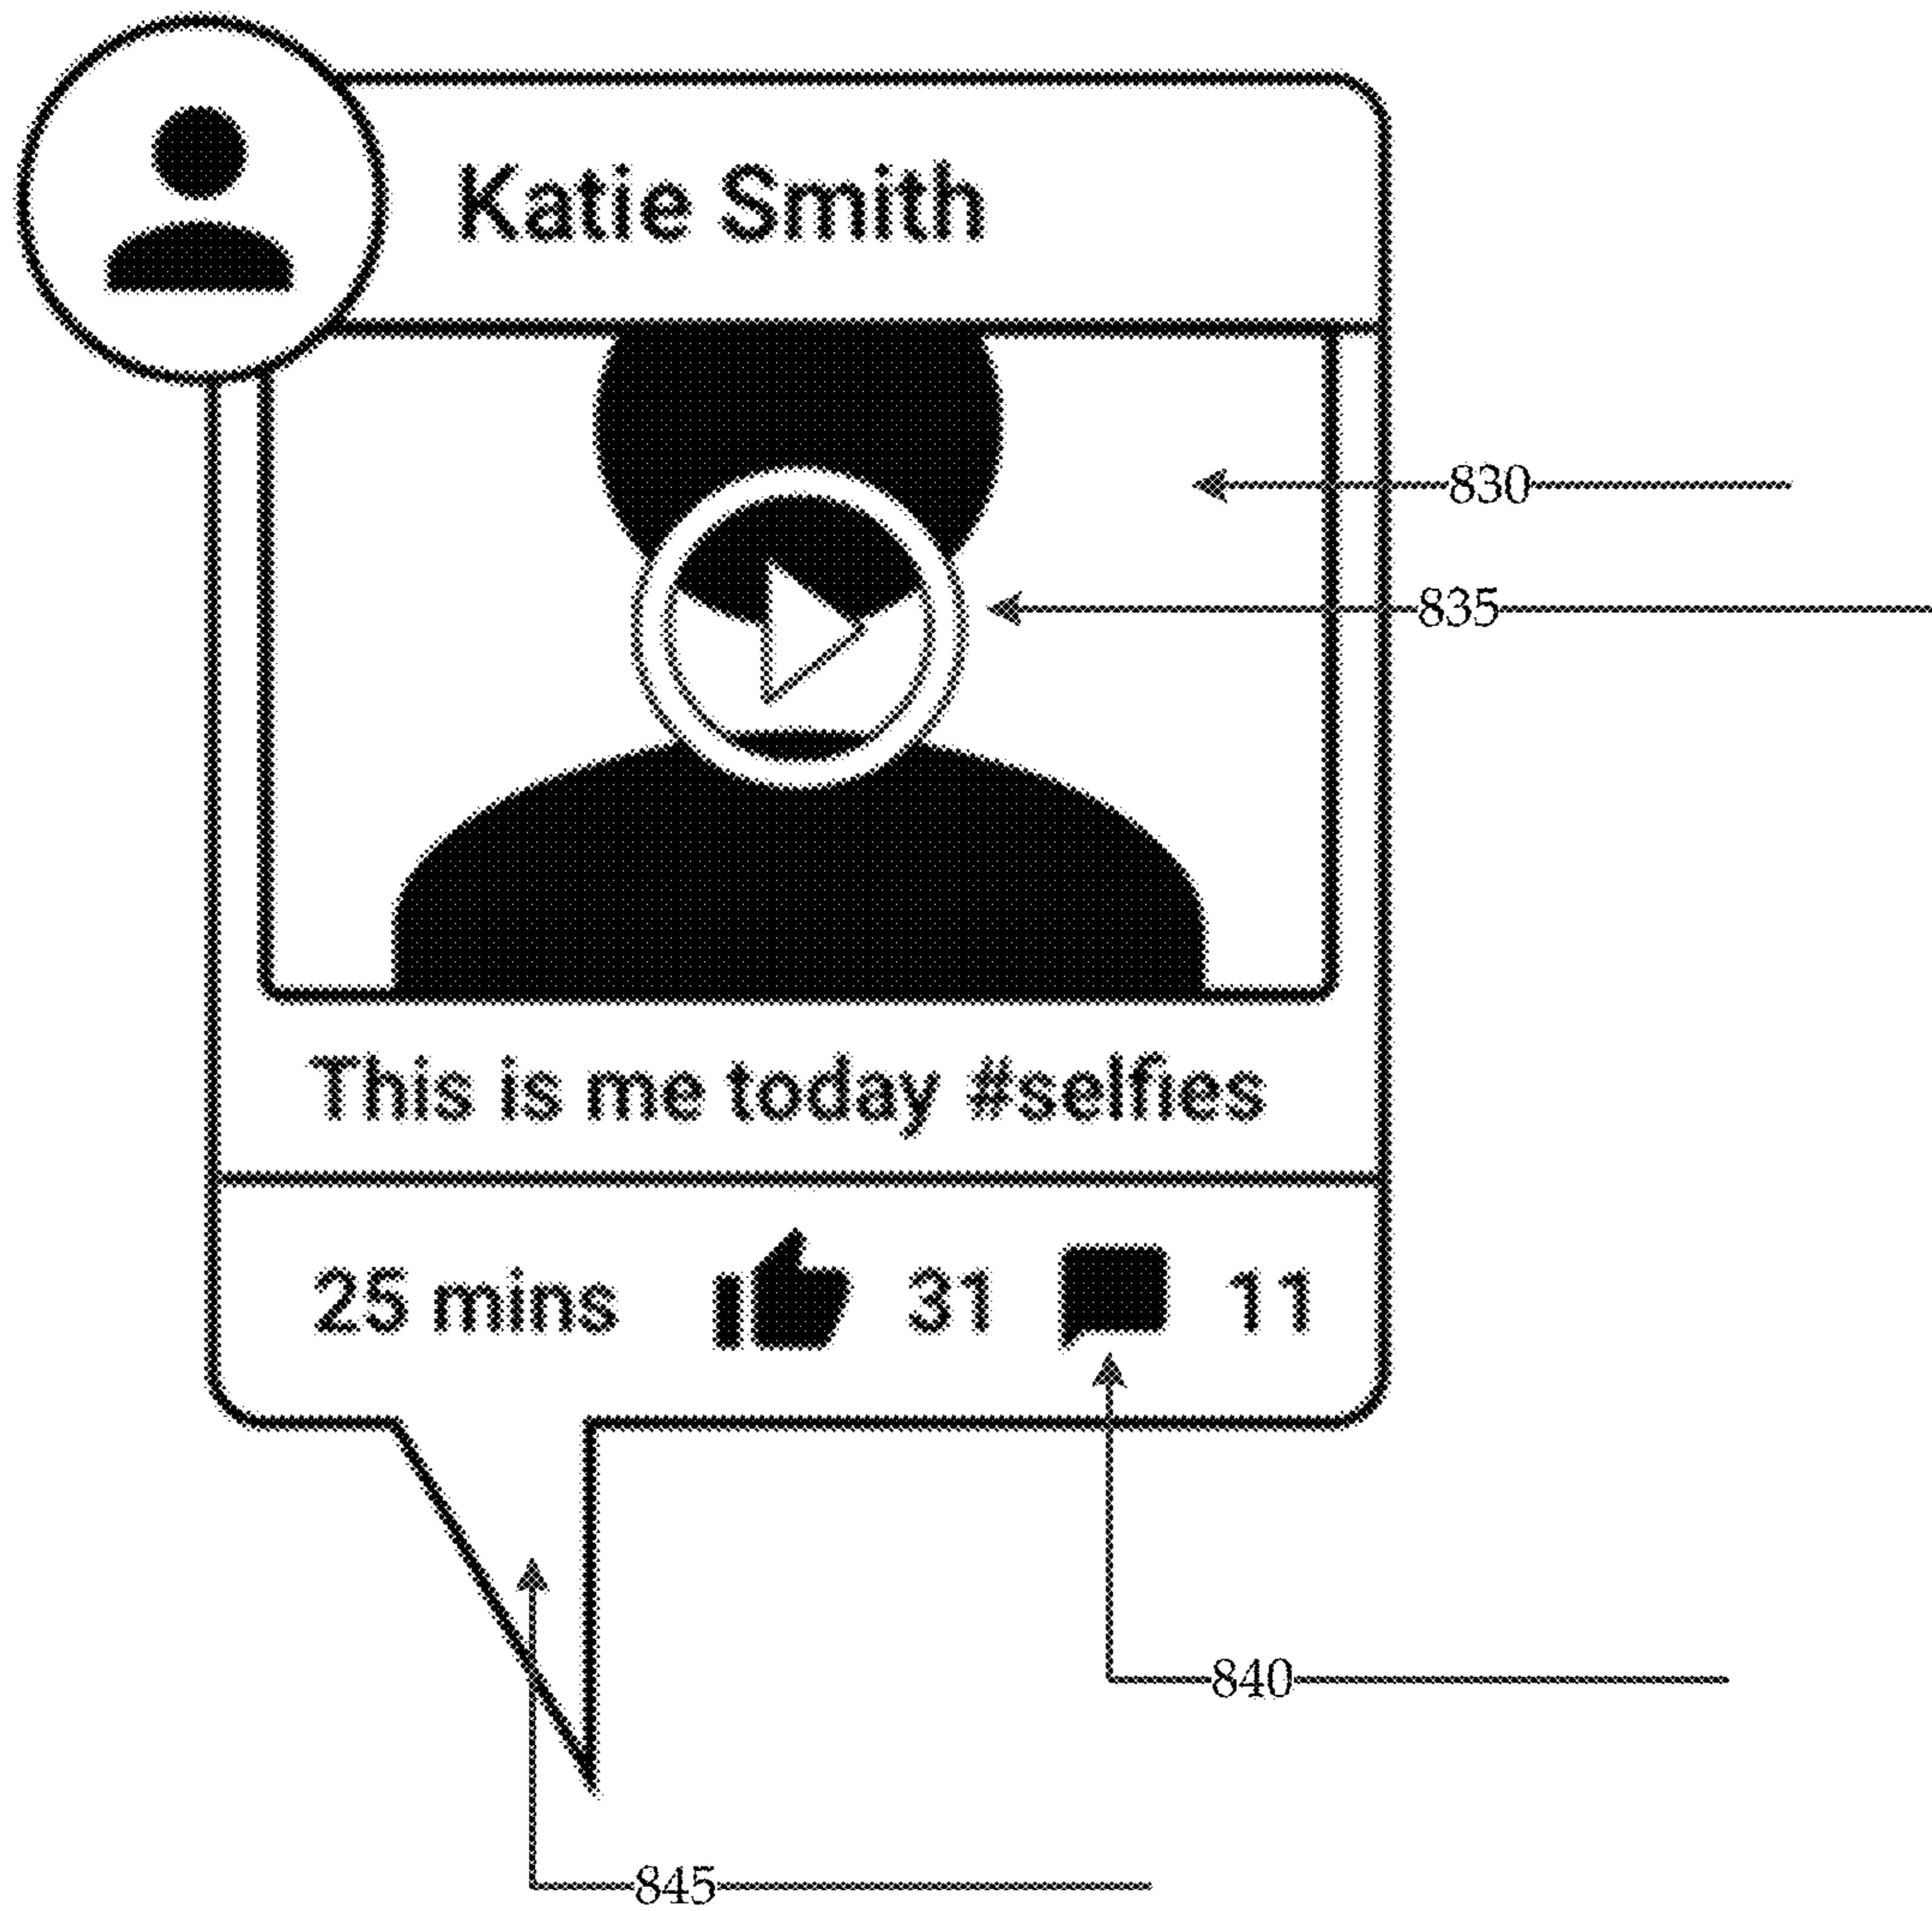 Katie Smith
830
835
This is me today #selfies
25 mins 31 11
840
845